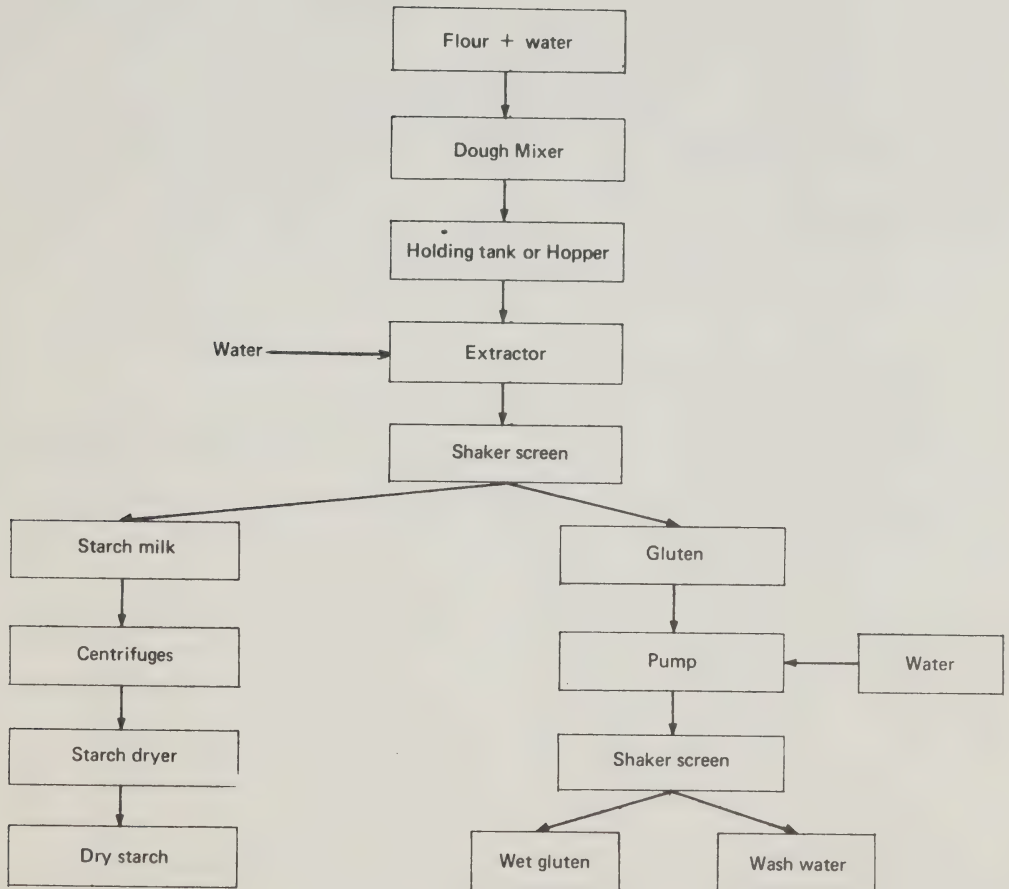 Flour + water
Dough Mixer
Holding tank or Hopper
Water
Extractor
Shaker screen
Starch milk
Gluten
Centrifuges
Pump
Water
Starch dryer
Shaker screen
Dry starch
Wet gluten
Wash water